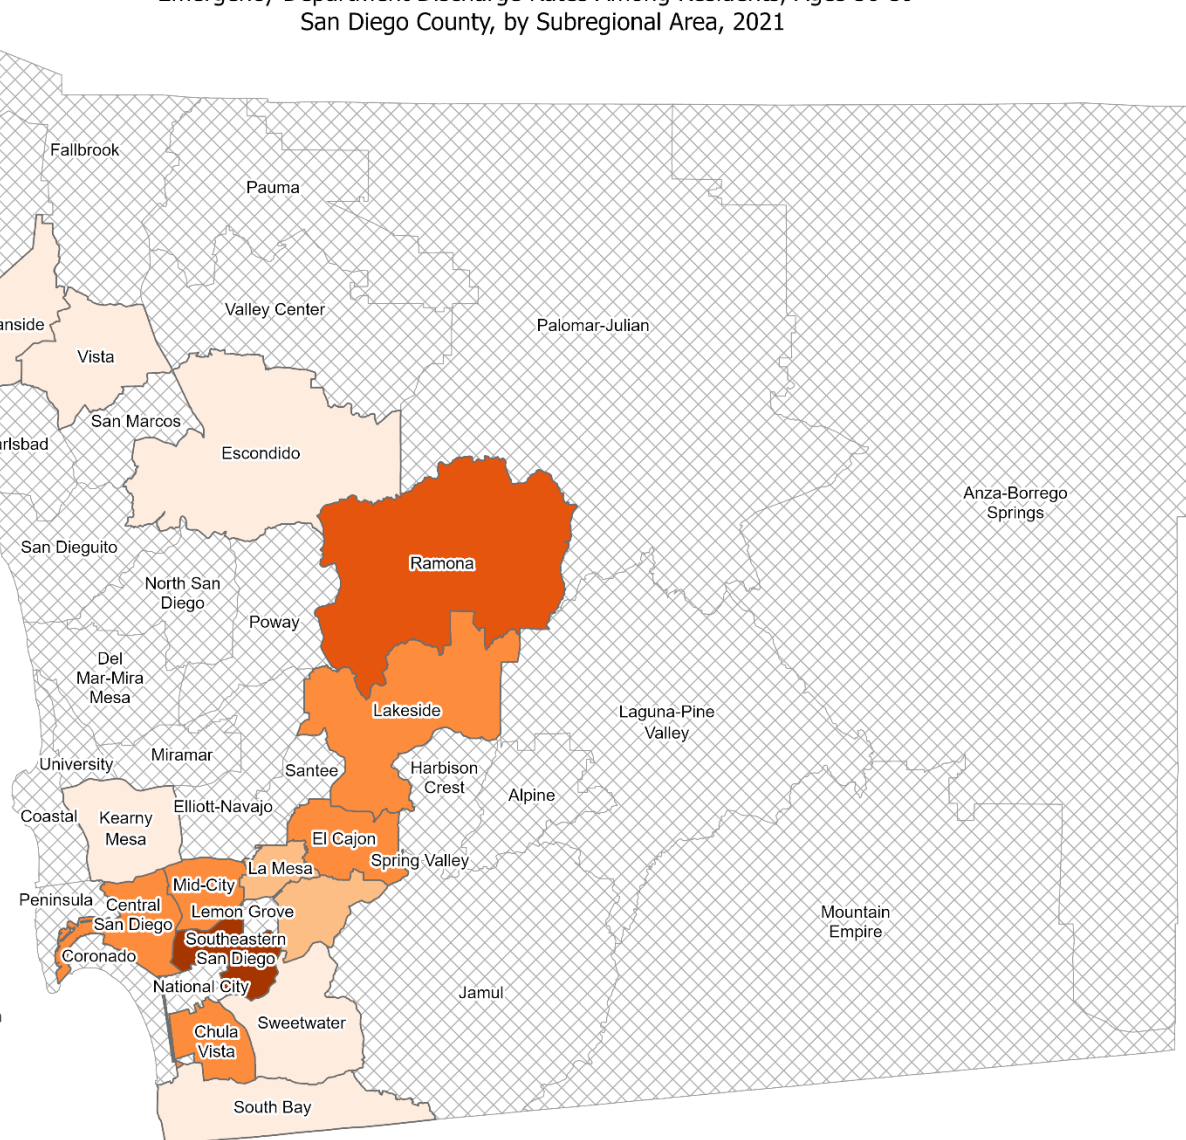 San Diego County, by Subregional Area, 2021
Fallbrook
Pauma
Valley Center
anside
Palomar-Julian
Vista
San Marcos
arlsbad
Escondido
Anza-Borrego
Springs
San Dieguito
Ramona
North San
Diego
Poway
Del
Mar-Mira
Mesa
Lakeside
Laguna-Pine
Valley
Miramar
University
Santee
Harbison
Crest
Alpine
Elliott-Navajo
Coastal
Kearny
Mesa
El Cajon
Spring Valley
La Mesa
Mid-City
Peninsula
Central
San Diego
Lemon Grove
Mountain
Empire
Southeastern
San Diego
Coronado
National City
Jamul
Sweetwater
Chula
Vista
South Bay